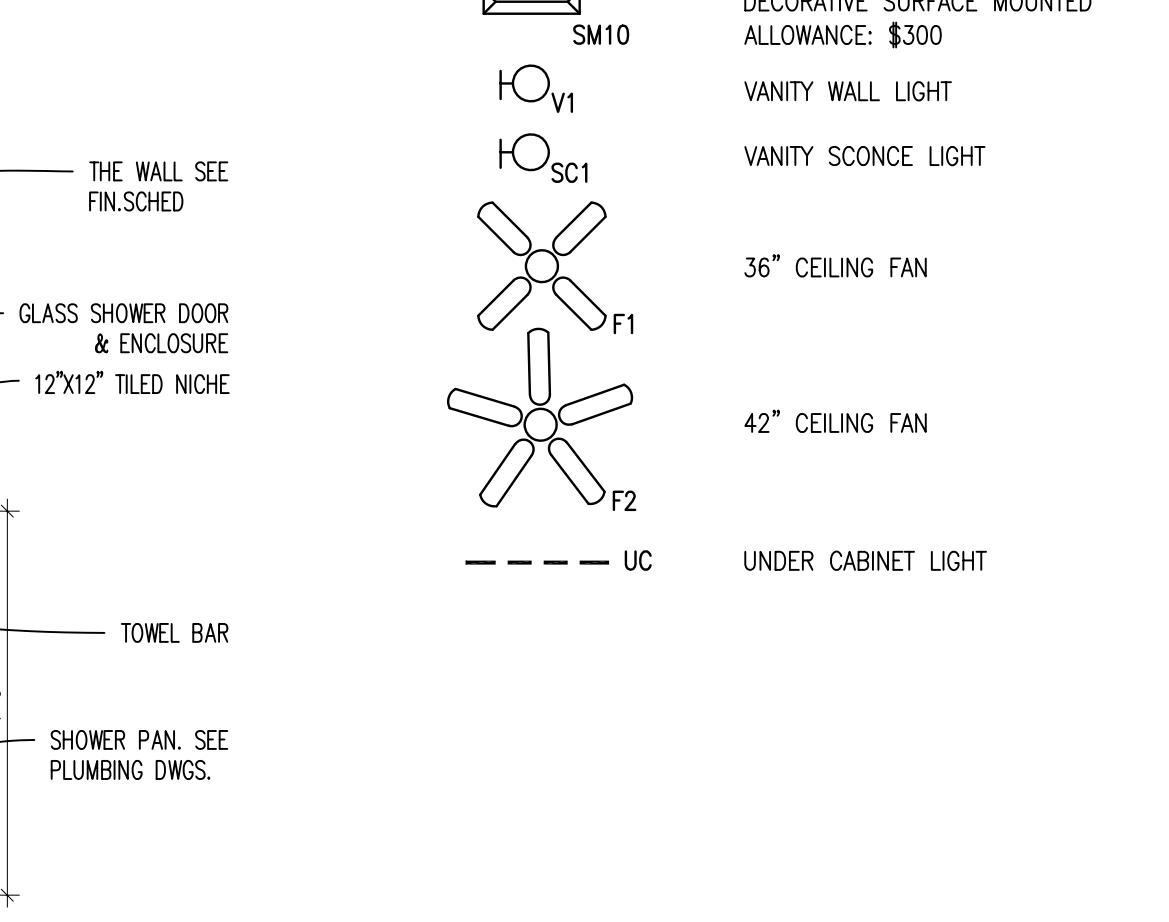 THE WALL SEE
FIN.SCHED
GLASS SHOWER DOOR
& ENCLOSURE
12"X12" TILED NICHE
TOWEL BAR
SHOWER PAN. SEE
PLUMBING DWGS.
DECORATIVE SURFACE MOUNTED
SM10 ALLOWANCE: $300
V1 VANITY WALL LIGHT
SC1 VANITY SCONCE LIGHT
F1 36" CEILING FAN
F2 42" CEILING FAN
UC UNDER CABINET LIGHT